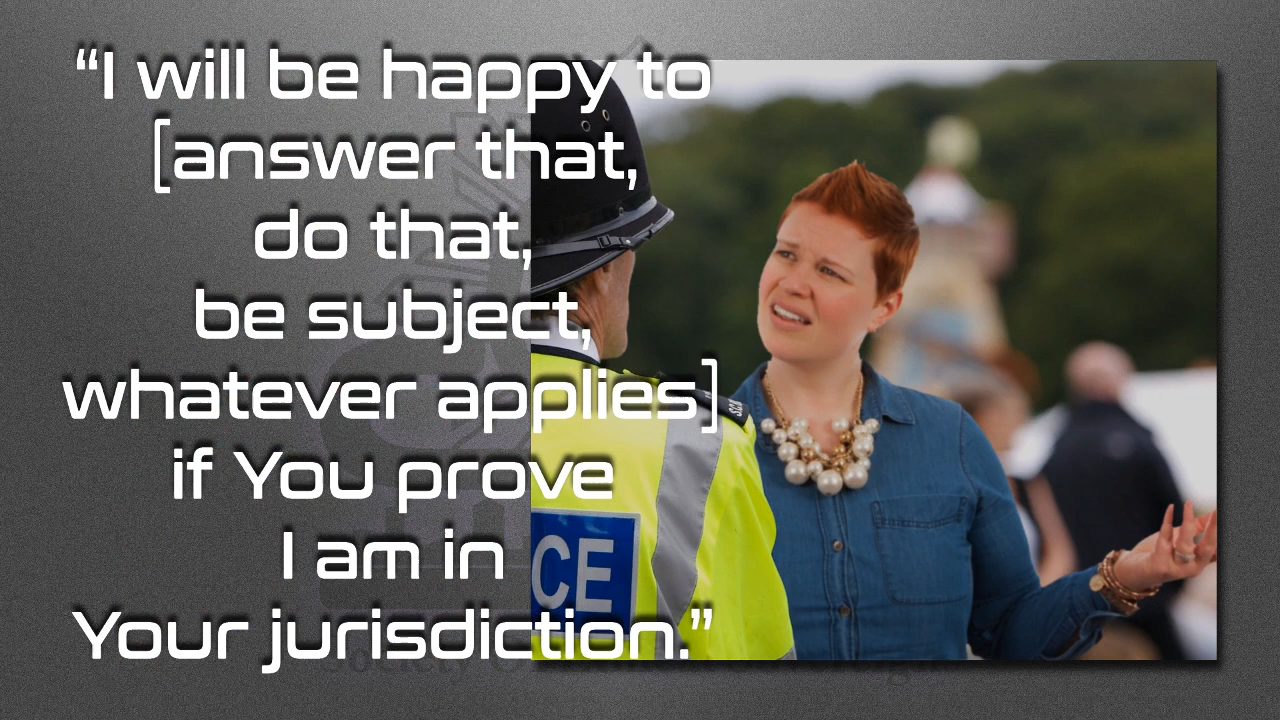 “I will be happy to
[answer that,
do that,
be subject,
whatever applies]
if You prove
I am in
Your jurisdiction.”
CE